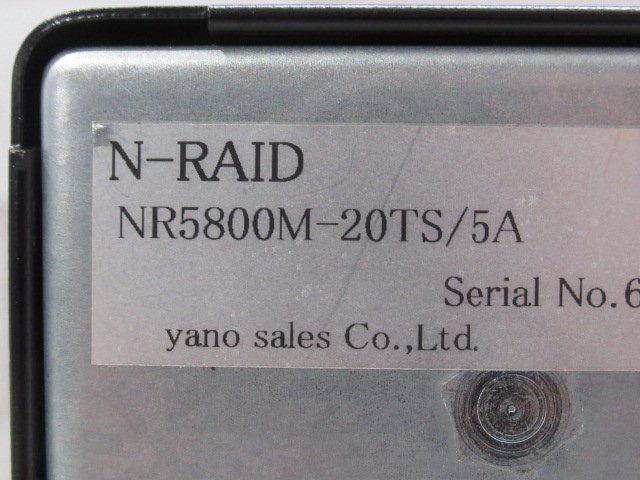 N-RAID
NR5800M-20TS/5A
Serial No.6
yano sales Co.,Ltd.